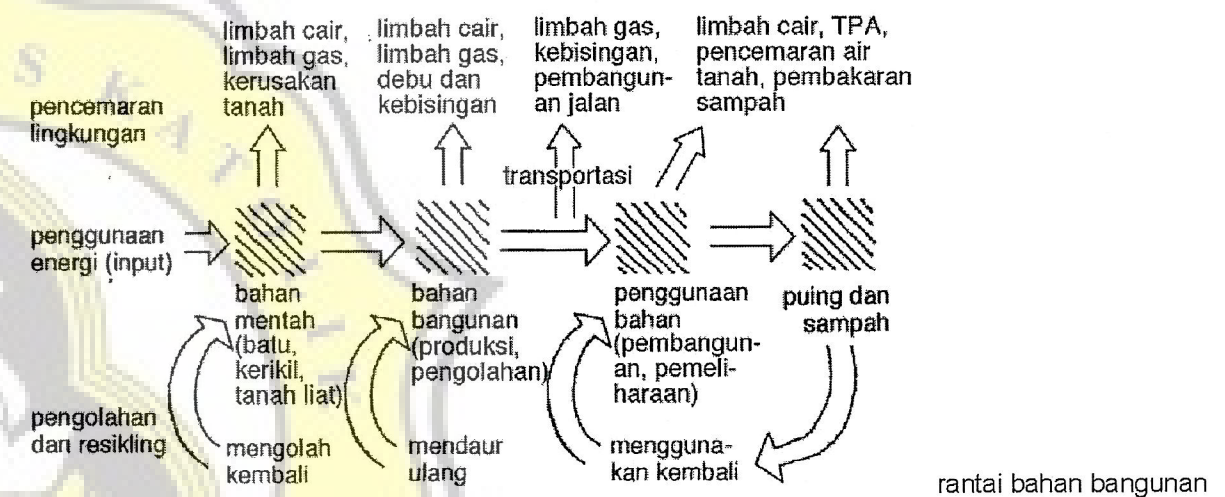 limbah cair,
limbah gas,
kerusakan
tanah
limbah cair,
limbah gas,
debu dan
kebisingan
limbah gas,
kebisingan,
pembangun-
an jalan
limbah cair, TPA,
pencemaran air
tanah, pembakaran
sampah
pencemaran
lingkungan
transportasi
penggunaan
energi (input)
bahan
mentah
(batu,
kerikil,
tanah liat)
bahan
bangunan
(produksi,
pengolahan)
penggunaan
bahan
(pembangun-
an, pemeli-
haraan)
puing dan
sampah
pengolahan
dan resikling
mengolah
kembali
mendaur
ulang
mengguna-
kan kembali
rantai bahan bangunan